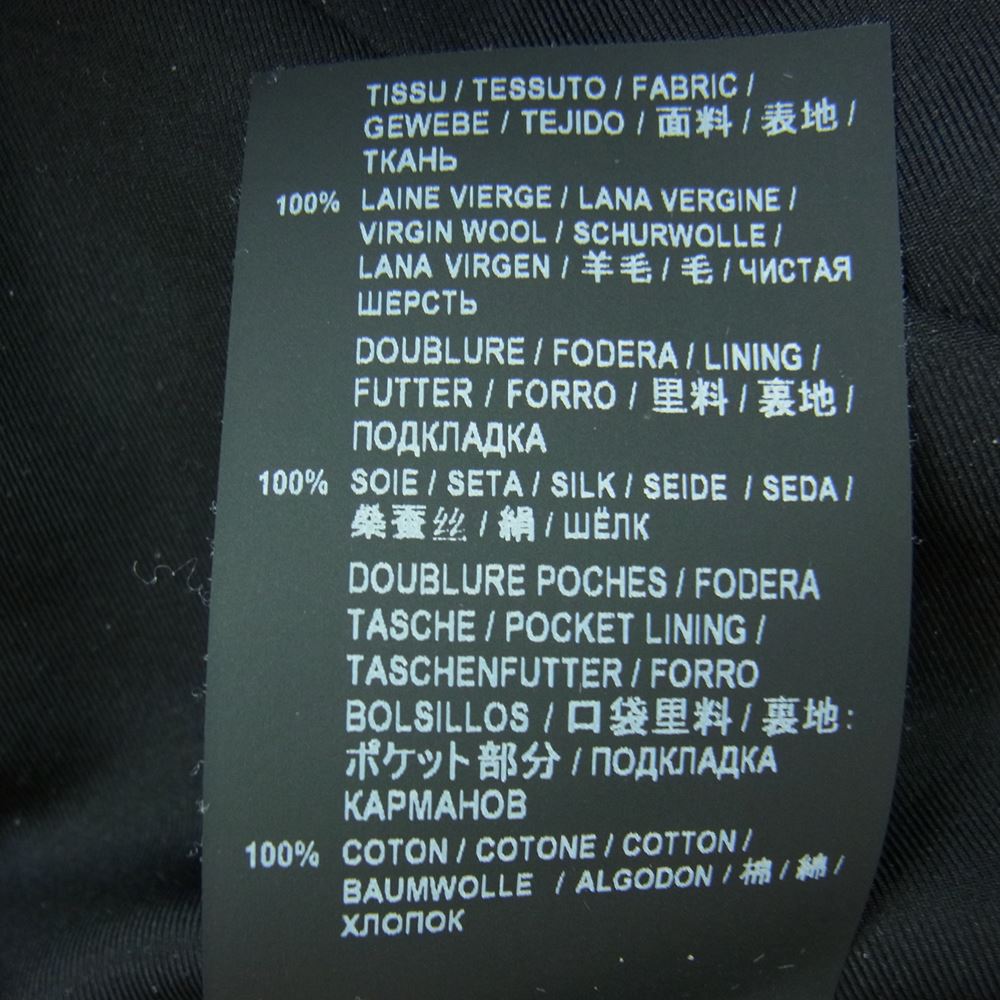 TISSU / TESSUTO / FABRIC /
GEWEBE / TEJIDO / 面料 / 表地 /
ТКАНЬ
100% LAINE VIERGE / LANA VERGINE /
VIRGIN WOOL / SCHURWOLLE /
LANA VIRGEN / 羊毛 / 毛 / ЧИСТАЯ
ШЕРСТЬ
DOUBLURE / FODERA / LINING /
FUTTER / FORRO / 里料 / 裏地 /
ПОДКЛАДКА
100% SOIE / SETA / SILK / SEIDE / SEDA /
桑蚕丝 / 絹 / ШЁЛК
DOUBLURE POCHES / FODERA
TASCHE / POCKET LINING /
TASCHENFUTTER / FORRO
BOLSILLOS / 口袋里料 / 裏地:
ポケット部分 / ПОДКЛАДКА
КАРМАНОВ
100% COTON / COTONE / COTTON /
BAUMWOLLE / ALGODON / 棉 / 綿 /
ХЛОПОК